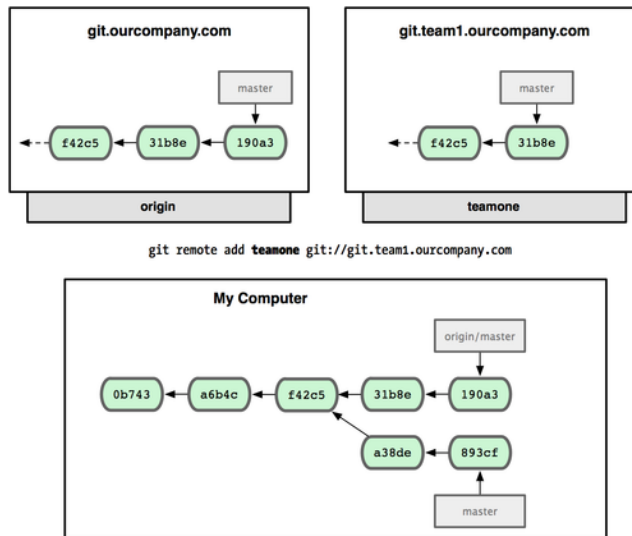 git.ourcompany.com
master
f42c5 31b8e 190a3
origin
git.team1.ourcompany.com
master
f42c5 31b8e
teamone
git remote add teamone git://git.team1.ourcompany.com
My Computer
origin/master
0b743 a6b4c f42c5 31b8e 190a3
a38de 893cf
master